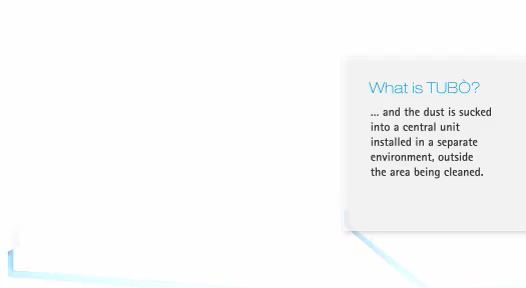 What is TUBÒ?
... and the dust is sucked
into a central unit
installed in a separate
environment, outside
the area being cleaned.